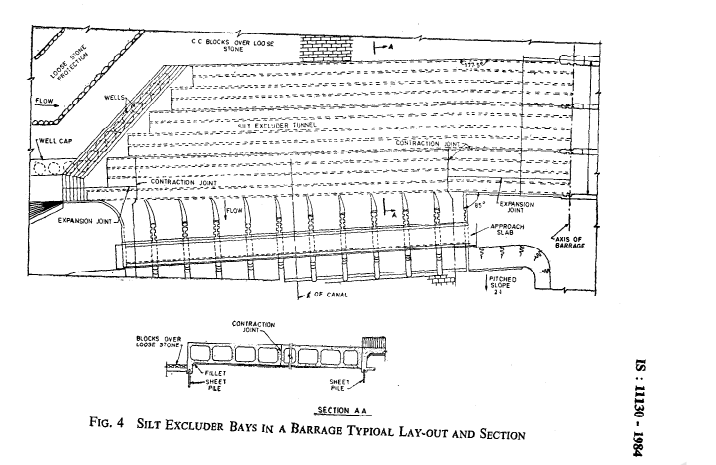 C C BLOCKS OVER LOOSE
STONE
A
LOOSE STONE
PROTECTION
177.86
WELLS
FLOW
SILT EXCLUDER TUNNEL
WELL CAP
CONTRACTION JOINT
CONTRACTION JOINT
EXPANSION
JOINT
FLOW
A
85°
EXPANSION JOINT
APPROACH
SLAB
AXIS OF
BARRAGE
PITCHED
SLOPE
2:1
OF CANAL
CONTRACTION
JOINT
BLOCKS OVER
LOOSE STONE
FILLET
SHEET
PILE
SHEET
PILE
SECTION AA
FIG. 4 SILT EXCLUDER BAYS IN A BARRAGE TYPIOAL LAY-OUT AND SECTION
IS : 11130 - 1984